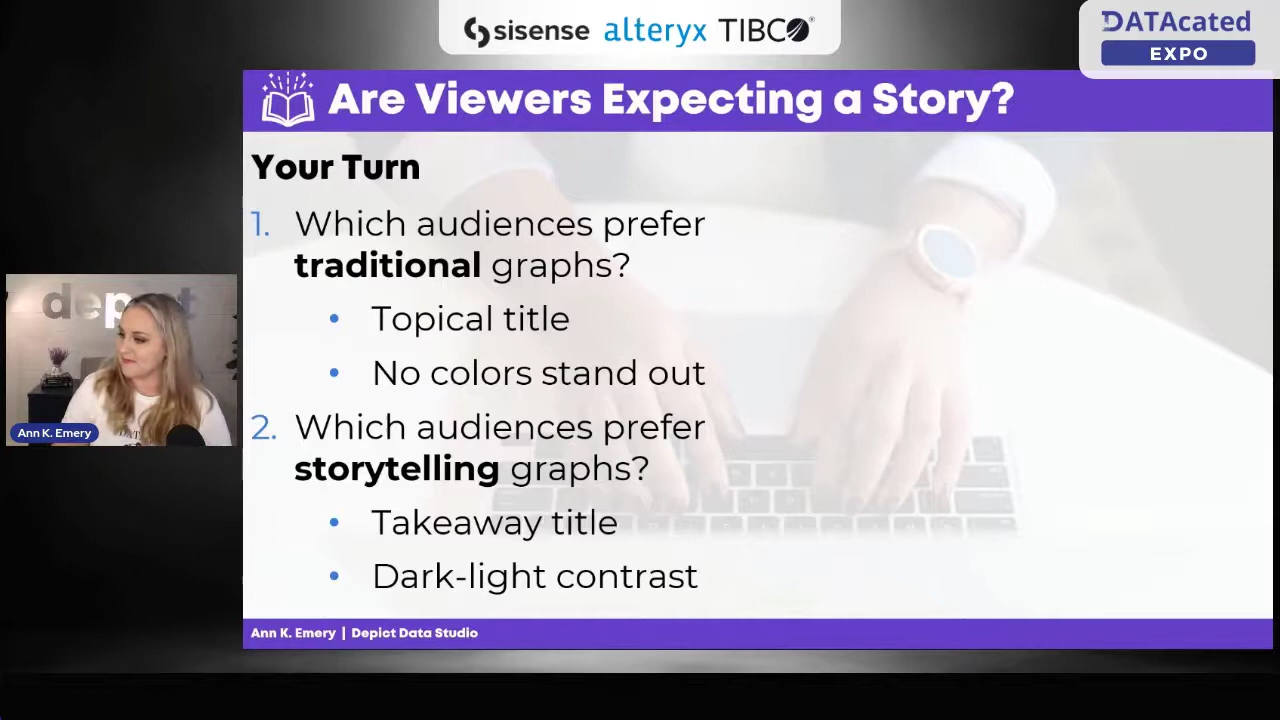 sisense alteryx TIBCO®
DATAcated
EXPO
Are Viewers Expecting a Story?
Your Turn
1. Which audiences prefer
traditional graphs?
• Topical title
• No colors stand out
2. Which audiences prefer
storytelling graphs?
• Takeaway title
• Dark-light contrast
depict
Ann K. Emery
Ann K. Emery | Depict Data Studio